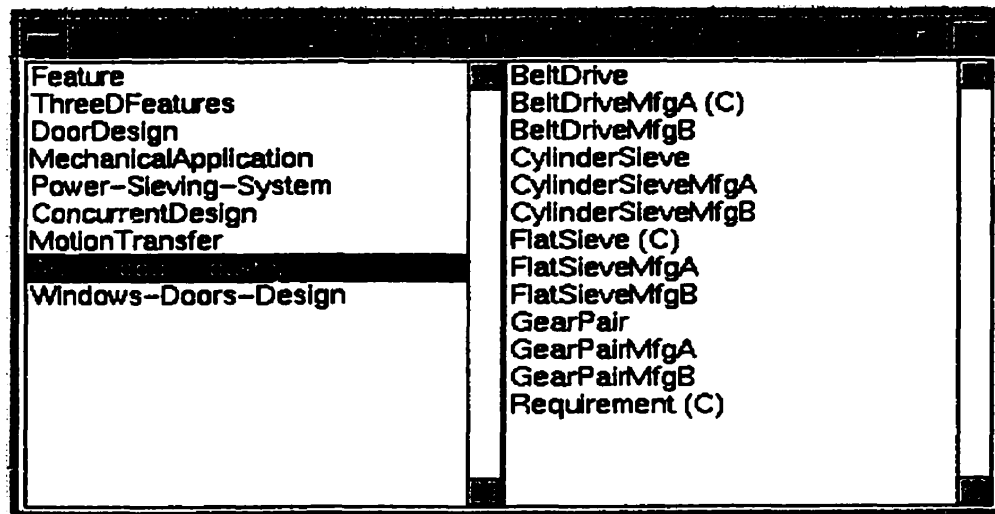 Feature
ThreeDFeatures
DoorDesign
MechanicalApplication
Power-Sieving-System
ConcurrentDesign
MotionTransfer
Windows-Doors-Design
BeltDrive
BeltDriveMfgA (C)
BeltDriveMfgB
CylinderSieve
CylinderSieveMfgA
CylinderSieveMfgB
FlatSieve (C)
FlatSieveMfgA
FlatSieveMfgB
GearPair
GearPairMfgA
GearPairMfgB
Requirement (C)